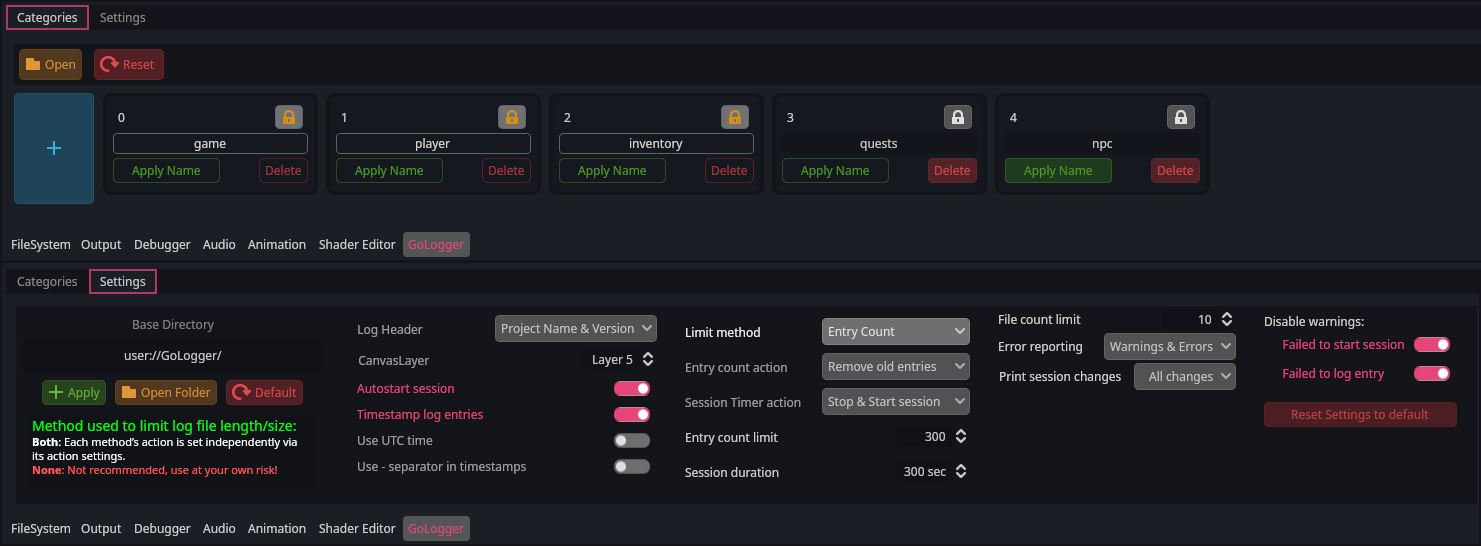 Categories Settings
Open Reset
+
0
game
Apply Name Delete
1
player
Apply Name Delete
2
inventory
Apply Name Delete
3
quests
Apply Name Delete
4
npc
Apply Name Delete
FileSystem Output Debugger Audio Animation Shader Editor GoLogger
Categories Settings
Base Directory
user://GoLogger/
Apply Open Folder Default
Method used to limit log file length/size:
Both: Each method's action is set independently via
its action settings.
None: Not recommended, use at your own risk!
Log Header Project Name & Version
CanvasLayer Layer 5
Autostart session
Timestamp log entries
Use UTC time
Use - separator in timestamps
Limit method Entry Count
Entry count action Remove old entries
Session Timer action Stop & Start session
Entry count limit 300
Session duration 300 sec
File count limit 10
Error reporting Warnings & Errors
Print session changes All changes
Disable warnings:
Failed to start session
Failed to log entry
Reset Settings to default
FileSystem Output Debugger Audio Animation Shader Editor GoLogger